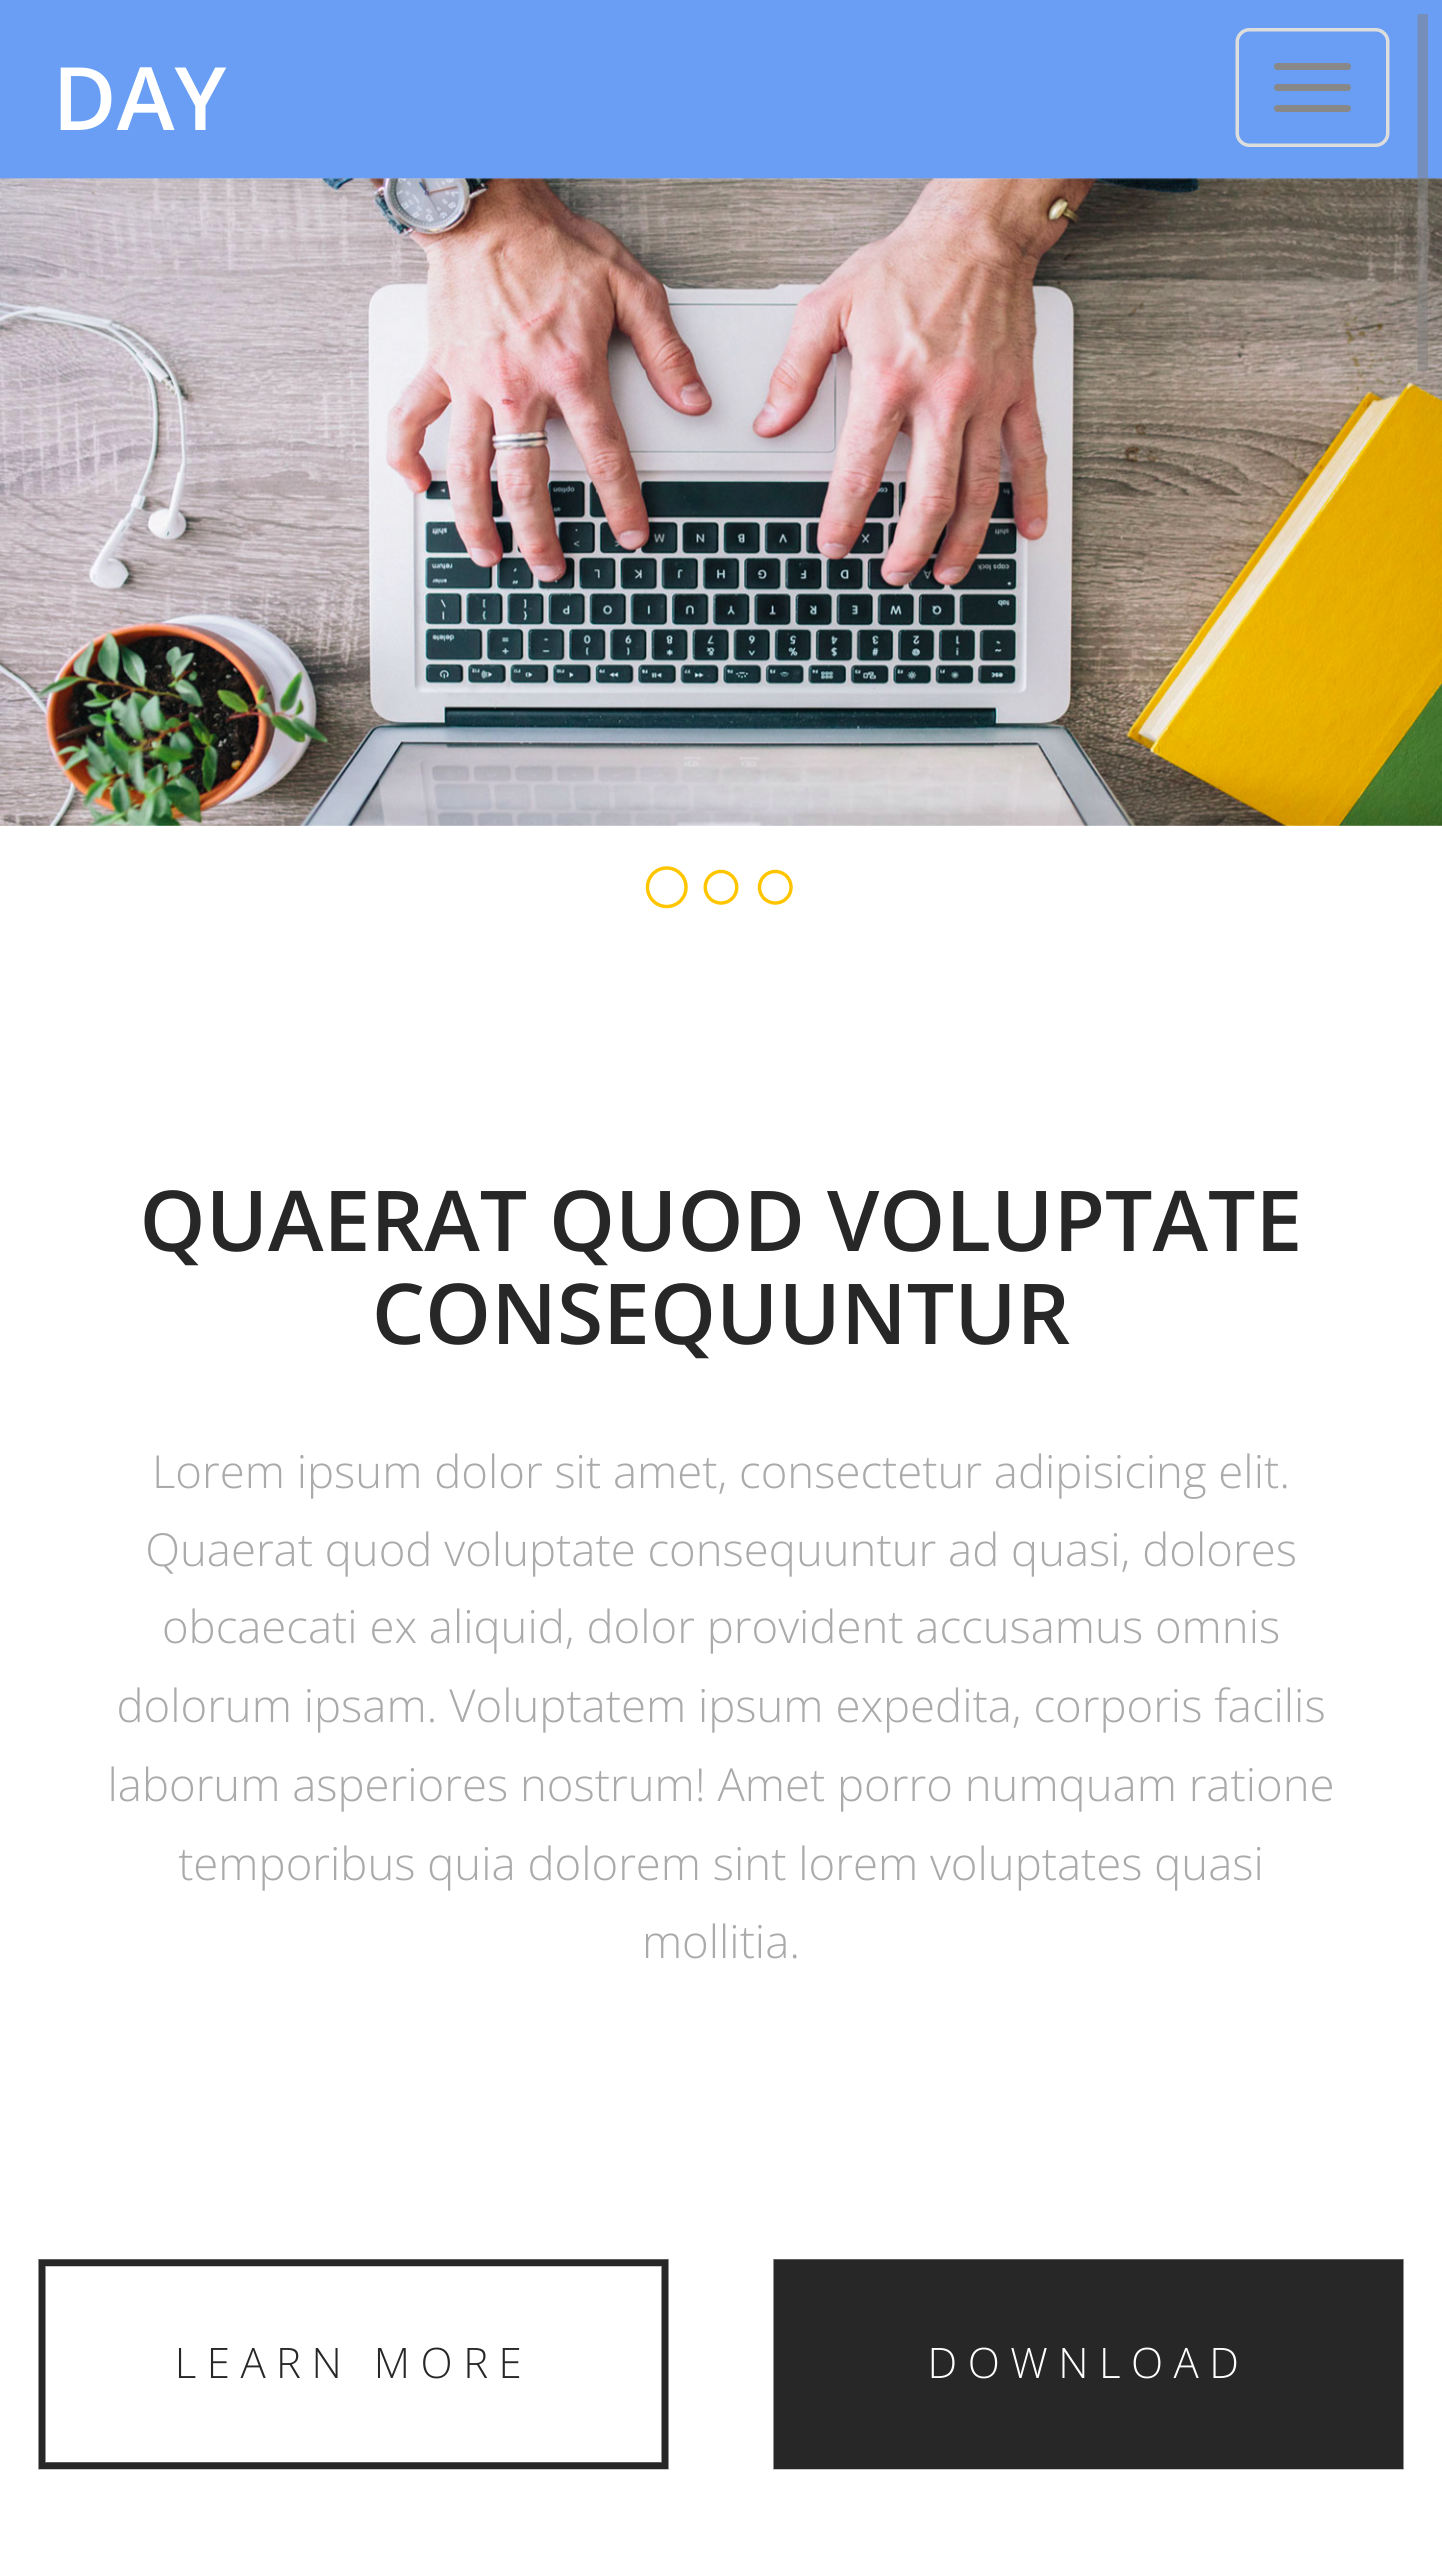 DAY
QUAERAT QUOD VOLUPTATE
CONSEQUUNTUR
Lorem ipsum dolor sit amet, consectetur adipisicing elit.
Quaerat quod voluptate consequuntur ad quasi, dolores
obcaecati ex aliquid, dolor provident accusamus omnis
dolorum ipsam. Voluptatem ipsum expedita, corporis facilis
laborum asperiores nostrum! Amet porro numquam ratione
temporibus quia dolorem sint lorem voluptates quasi
mollitia.
LEARN MORE
DOWNLOAD